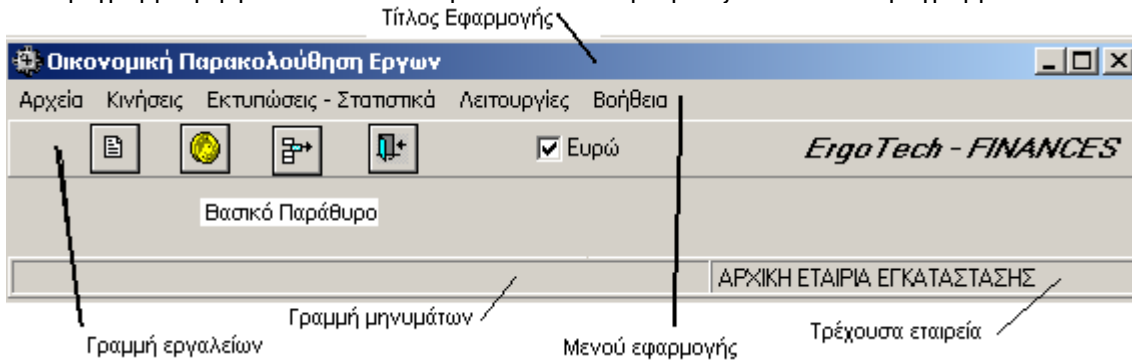 Τίτλος Εφαρμογής
Οικονομική Παρακολούθηση Εργων
Αρχεία Κινήσεις Εκτυπώσεις - Στατιστικά Λειτουργίες Βοήθεια
Ευρώ ErgoTech - FINANCES
Βασικό Παράθυρο
ΑΡΧΙΚΗ ΕΤΑΙΡΙΑ ΕΓΚΑΤΑΣΤΑΣΗΣ
Γραμμή μηνυμάτων
Τρέχουσα εταιρεία
Γραμμή εργαλείων
Μενού εφαρμογής